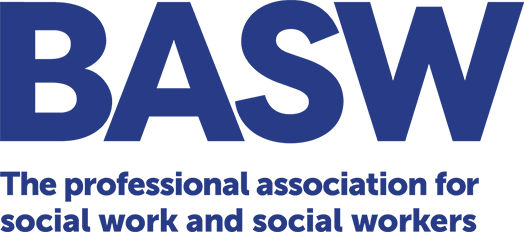 BASW
The professional association for
social work and social workers